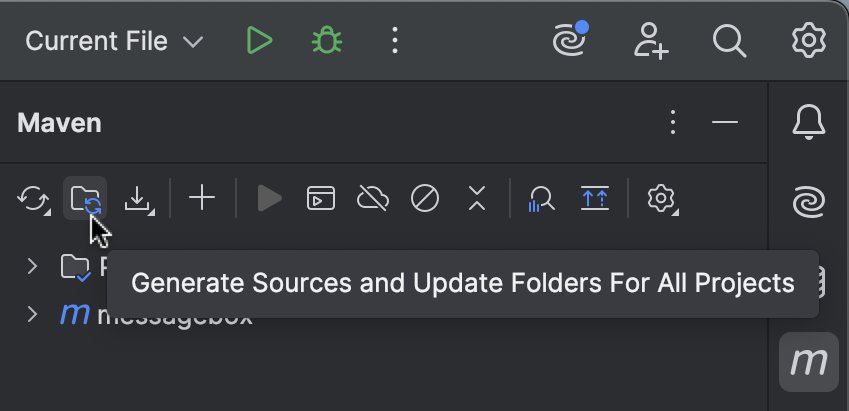 Current File
Maven
Generate Sources and Update Folders For All Projects
m messagebox
m